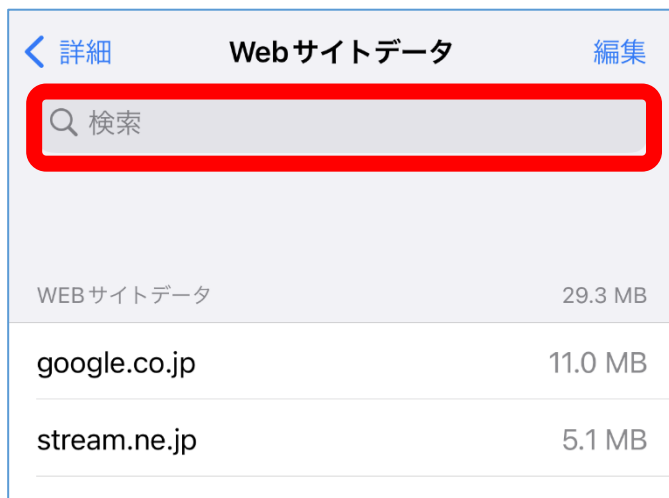 詳細 Webサイトデータ 編集
検索
WEBサイトデータ 29.3 MB
google.co.jp 11.0 MB
stream.ne.jp 5.1 MB